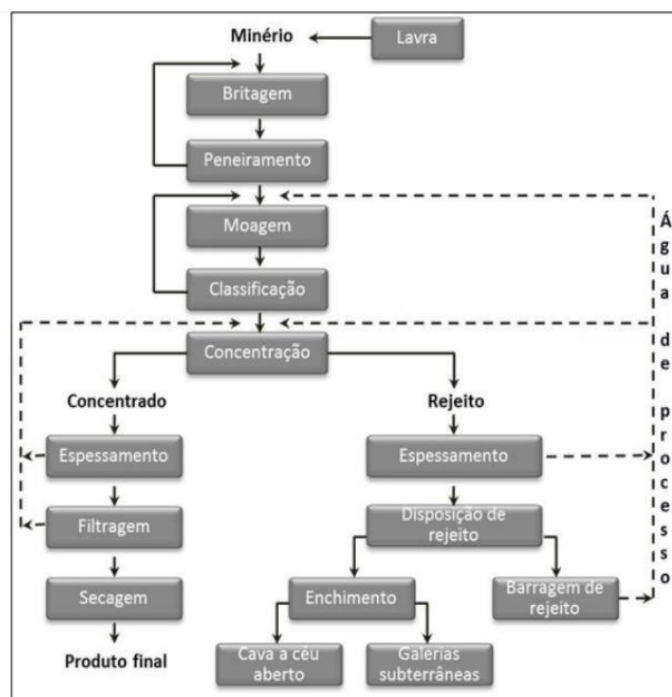 Minério
Lavra
Britagem
Peneiramento
Moagem
Classificação
Concentração
Concentrado
Rejeito
Espessamento
Espessamento
Filtragem
Disposição de
rejeito
Secagem
Enchimento
Barragem de
rejeito
Produto final
Cava a céu
aberto
Galerias
subterrâneas
Água de processo